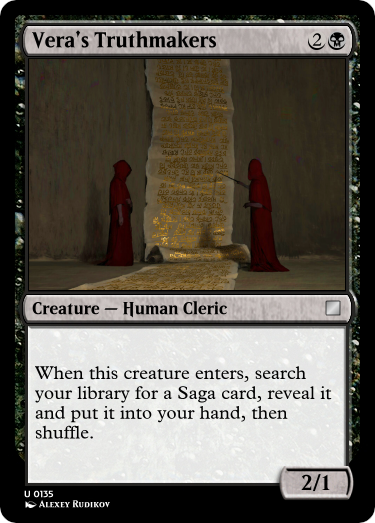 Vera's Truthmakers
2
Creature — Human Cleric
When this creature enters, search
your library for a Saga card, reveal it
and put it into your hand, then
shuffle.
2/1
U 0135
Alexey Rudikov